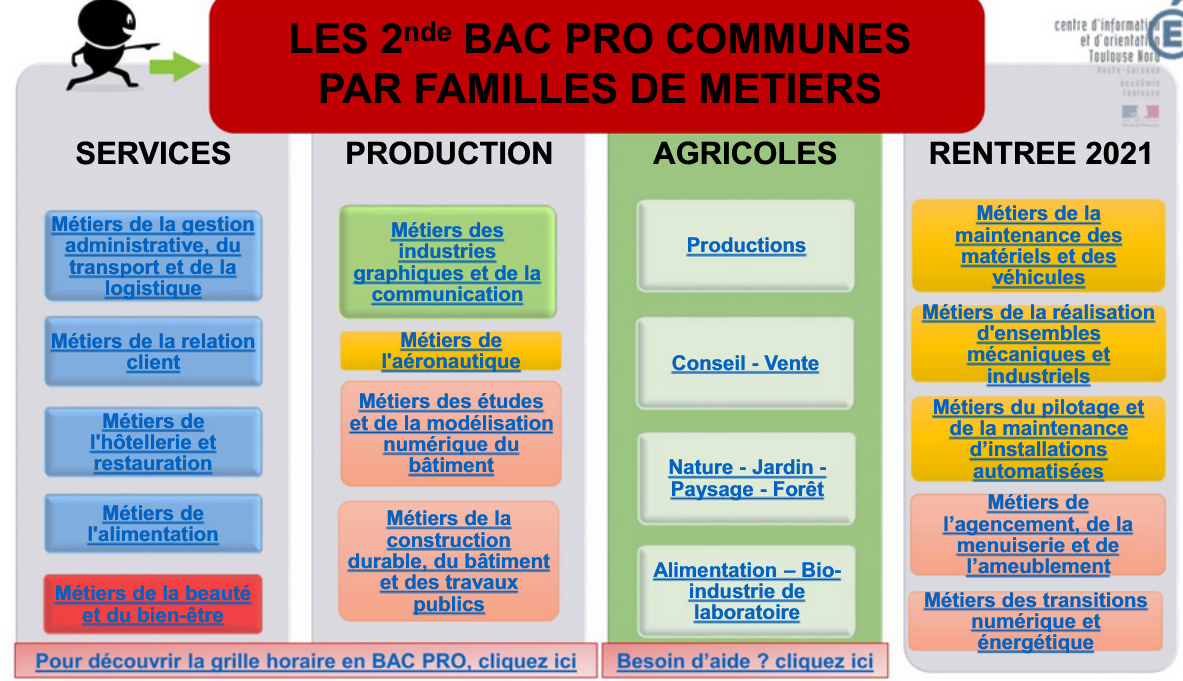 LES 2nde BAC PRO COMMUNES
PAR FAMILLES DE METIERS
centre d'informati
et d'orientati
Toulouse Nord
Haute-Garonne
académie
Toulouse
SERVICES
Métiers de la gestion
administrative, du
transport et de la
logistique
Métiers de la relation
client
Métiers de
l'hôtellerie et
restauration
Métiers de
l'alimentation
Métiers de la beauté
et du bien-être
PRODUCTION
Métiers des
industries
graphiques et de la
communication
Métiers de
l'aéronautique
Métiers des études
et de la modélisation
numérique du
bâtiment
Métiers de la
construction
durable, du bâtiment
et des travaux
publics
AGRICOLES
Productions
Conseil - Vente
Nature - Jardin -
Paysage - Forêt
Alimentation – Bio-
industrie de
laboratoire
RENTREE 2021
Métiers de la
maintenance des
matériels et des
véhicules
Métiers de la réalisation
d'ensembles
mécaniques et
industriels
Métiers du pilotage et
de la maintenance
d’installations
automatisées
Métiers de
l’agencement, de la
menuiserie et de
l’ameublement
Métiers des transitions
numérique et
énergétique
Pour découvrir la grille horaire en BAC PRO, cliquez ici
Besoin d’aide ? cliquez ici